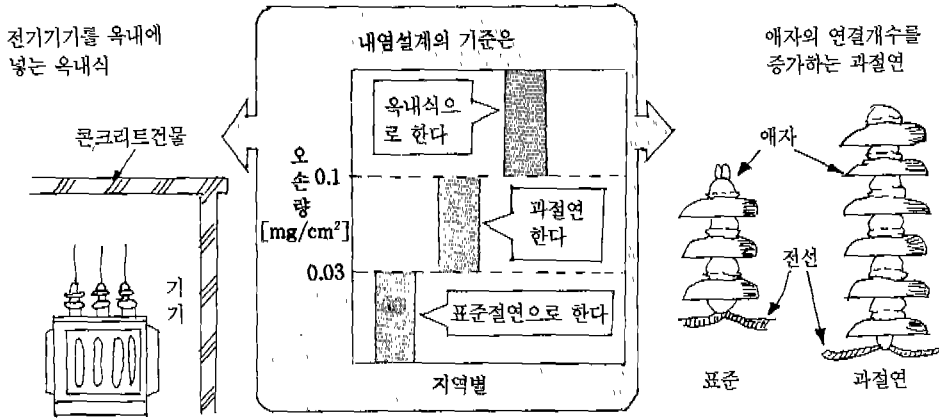 전기기기를 옥내에
넣는 옥내식
콘크리트건물
기
기
내염설계의 기준은
옥내식으
로 한다
오
손
량
[mg/cm²]
0.1
과절연
한다
0.03
표준절연으로 한다
지역별
애자의 연결개수를
증가하는 과절연
애자
전선
표준
과절연